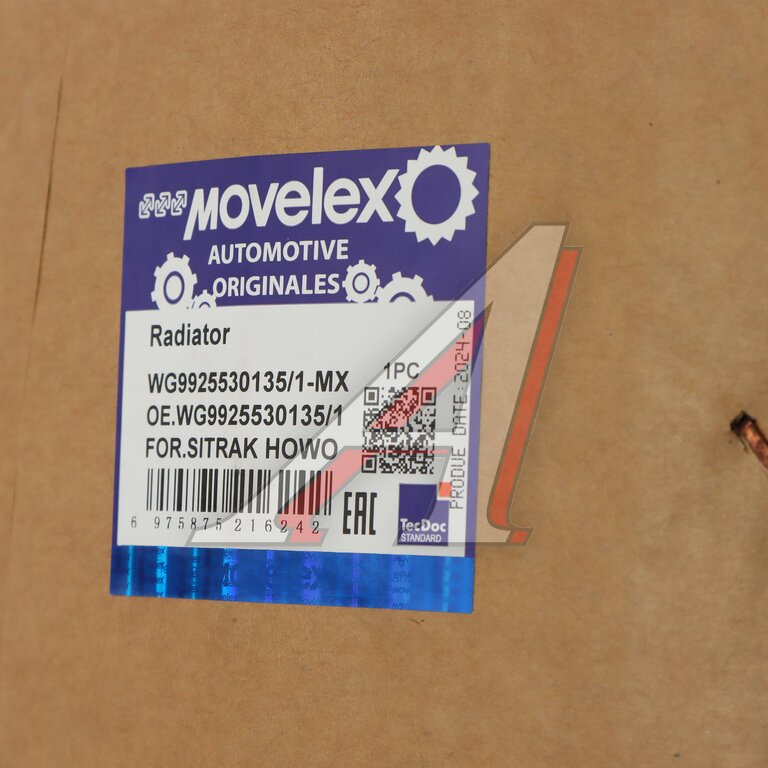 MOVELEX
AUTOMOTIVE
ORIGINALES
Radiator
WG9925530135/1-MX
1PC
OE.WG9925530135/1
FOR.SITRAK HOWO
6 975875 216242
EAC
TecDoc
STANDARD
PRODUE DATE:2024-08